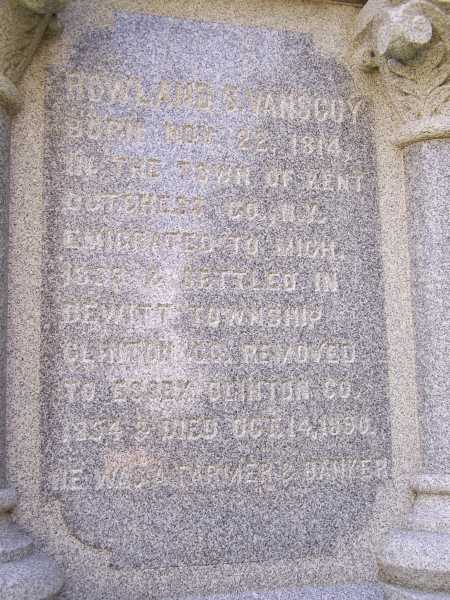 ROWLAND S. VANSCOY
BORN NOV. 22, 1814,
IN THE TOWN OF KENT
DUTCHESS CO., N.Y.
EMIGRATED TO MICH.
& SETTLED IN
DEWITT TOWNSHIP
CLINTON CO. REMOVED
TO ESSEX CLINTON CO.
1854 & DIED OCT. 14, 1890.
HE WAS A FARMER & BANKER